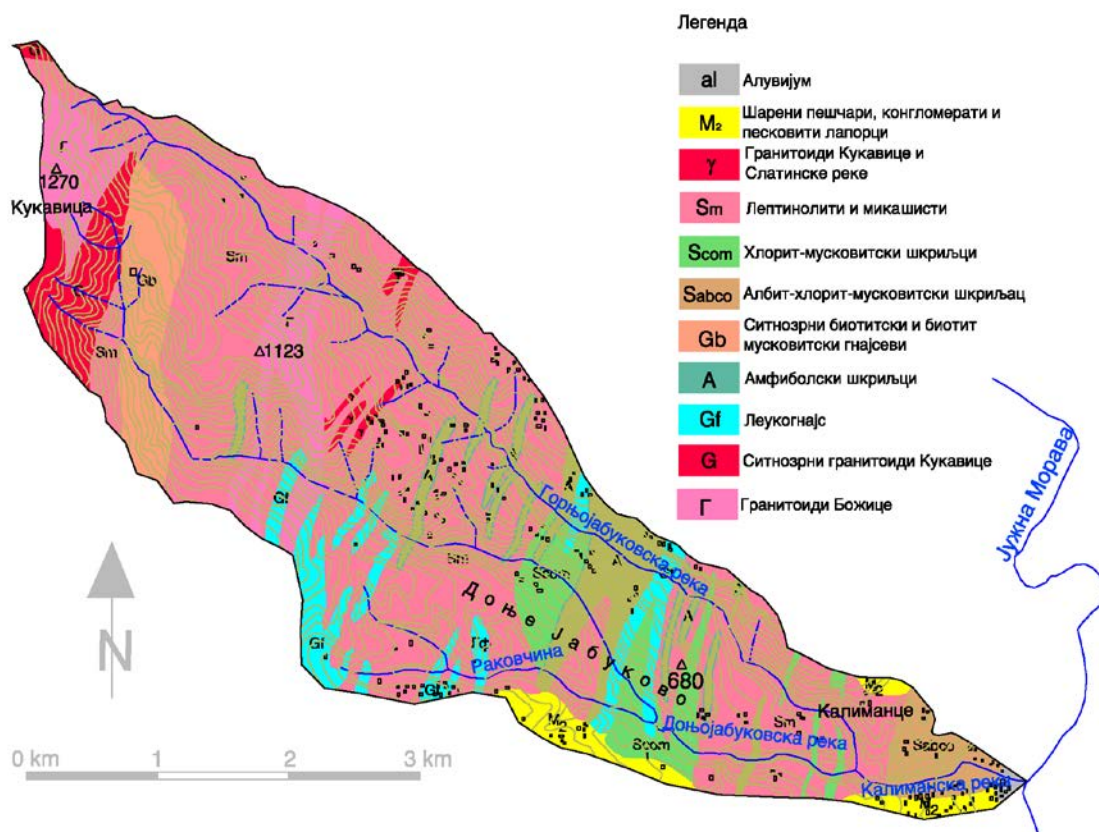 Легенда
al Алувијум
M2 Шарени пешчари, конгломерати и
песковити лапорци
γ Гранитоиди Кукавице и
Слатинске реке
Sm Лептинолити и микашисти
Scom Хлорит-мусковитски шкриљци
Sabco Албит-хлорит-мусковитски шкриљац
Gb Ситнозрни биотитски и биотит
мусковитски гнајсеви
A Амфиболски шкриљци
Gf Леукогнајс
G Ситнозрни гранитоиди Кукавице
Г Гранитоиди Божице
Г
1270
Кукавица
Sm
Gb
G
Г
1123
Sm
Gf
Јужна Морава
Горњојабуковска река
Sm
Scom
A
A
Доње Јабуково
Gf
Раковчина
680
Gf
M2
Калиманце
M2
Sm
Доњојабуковска река
Scom
Sabco
Калиманска река
M2
N
0 km 1 2 3 km